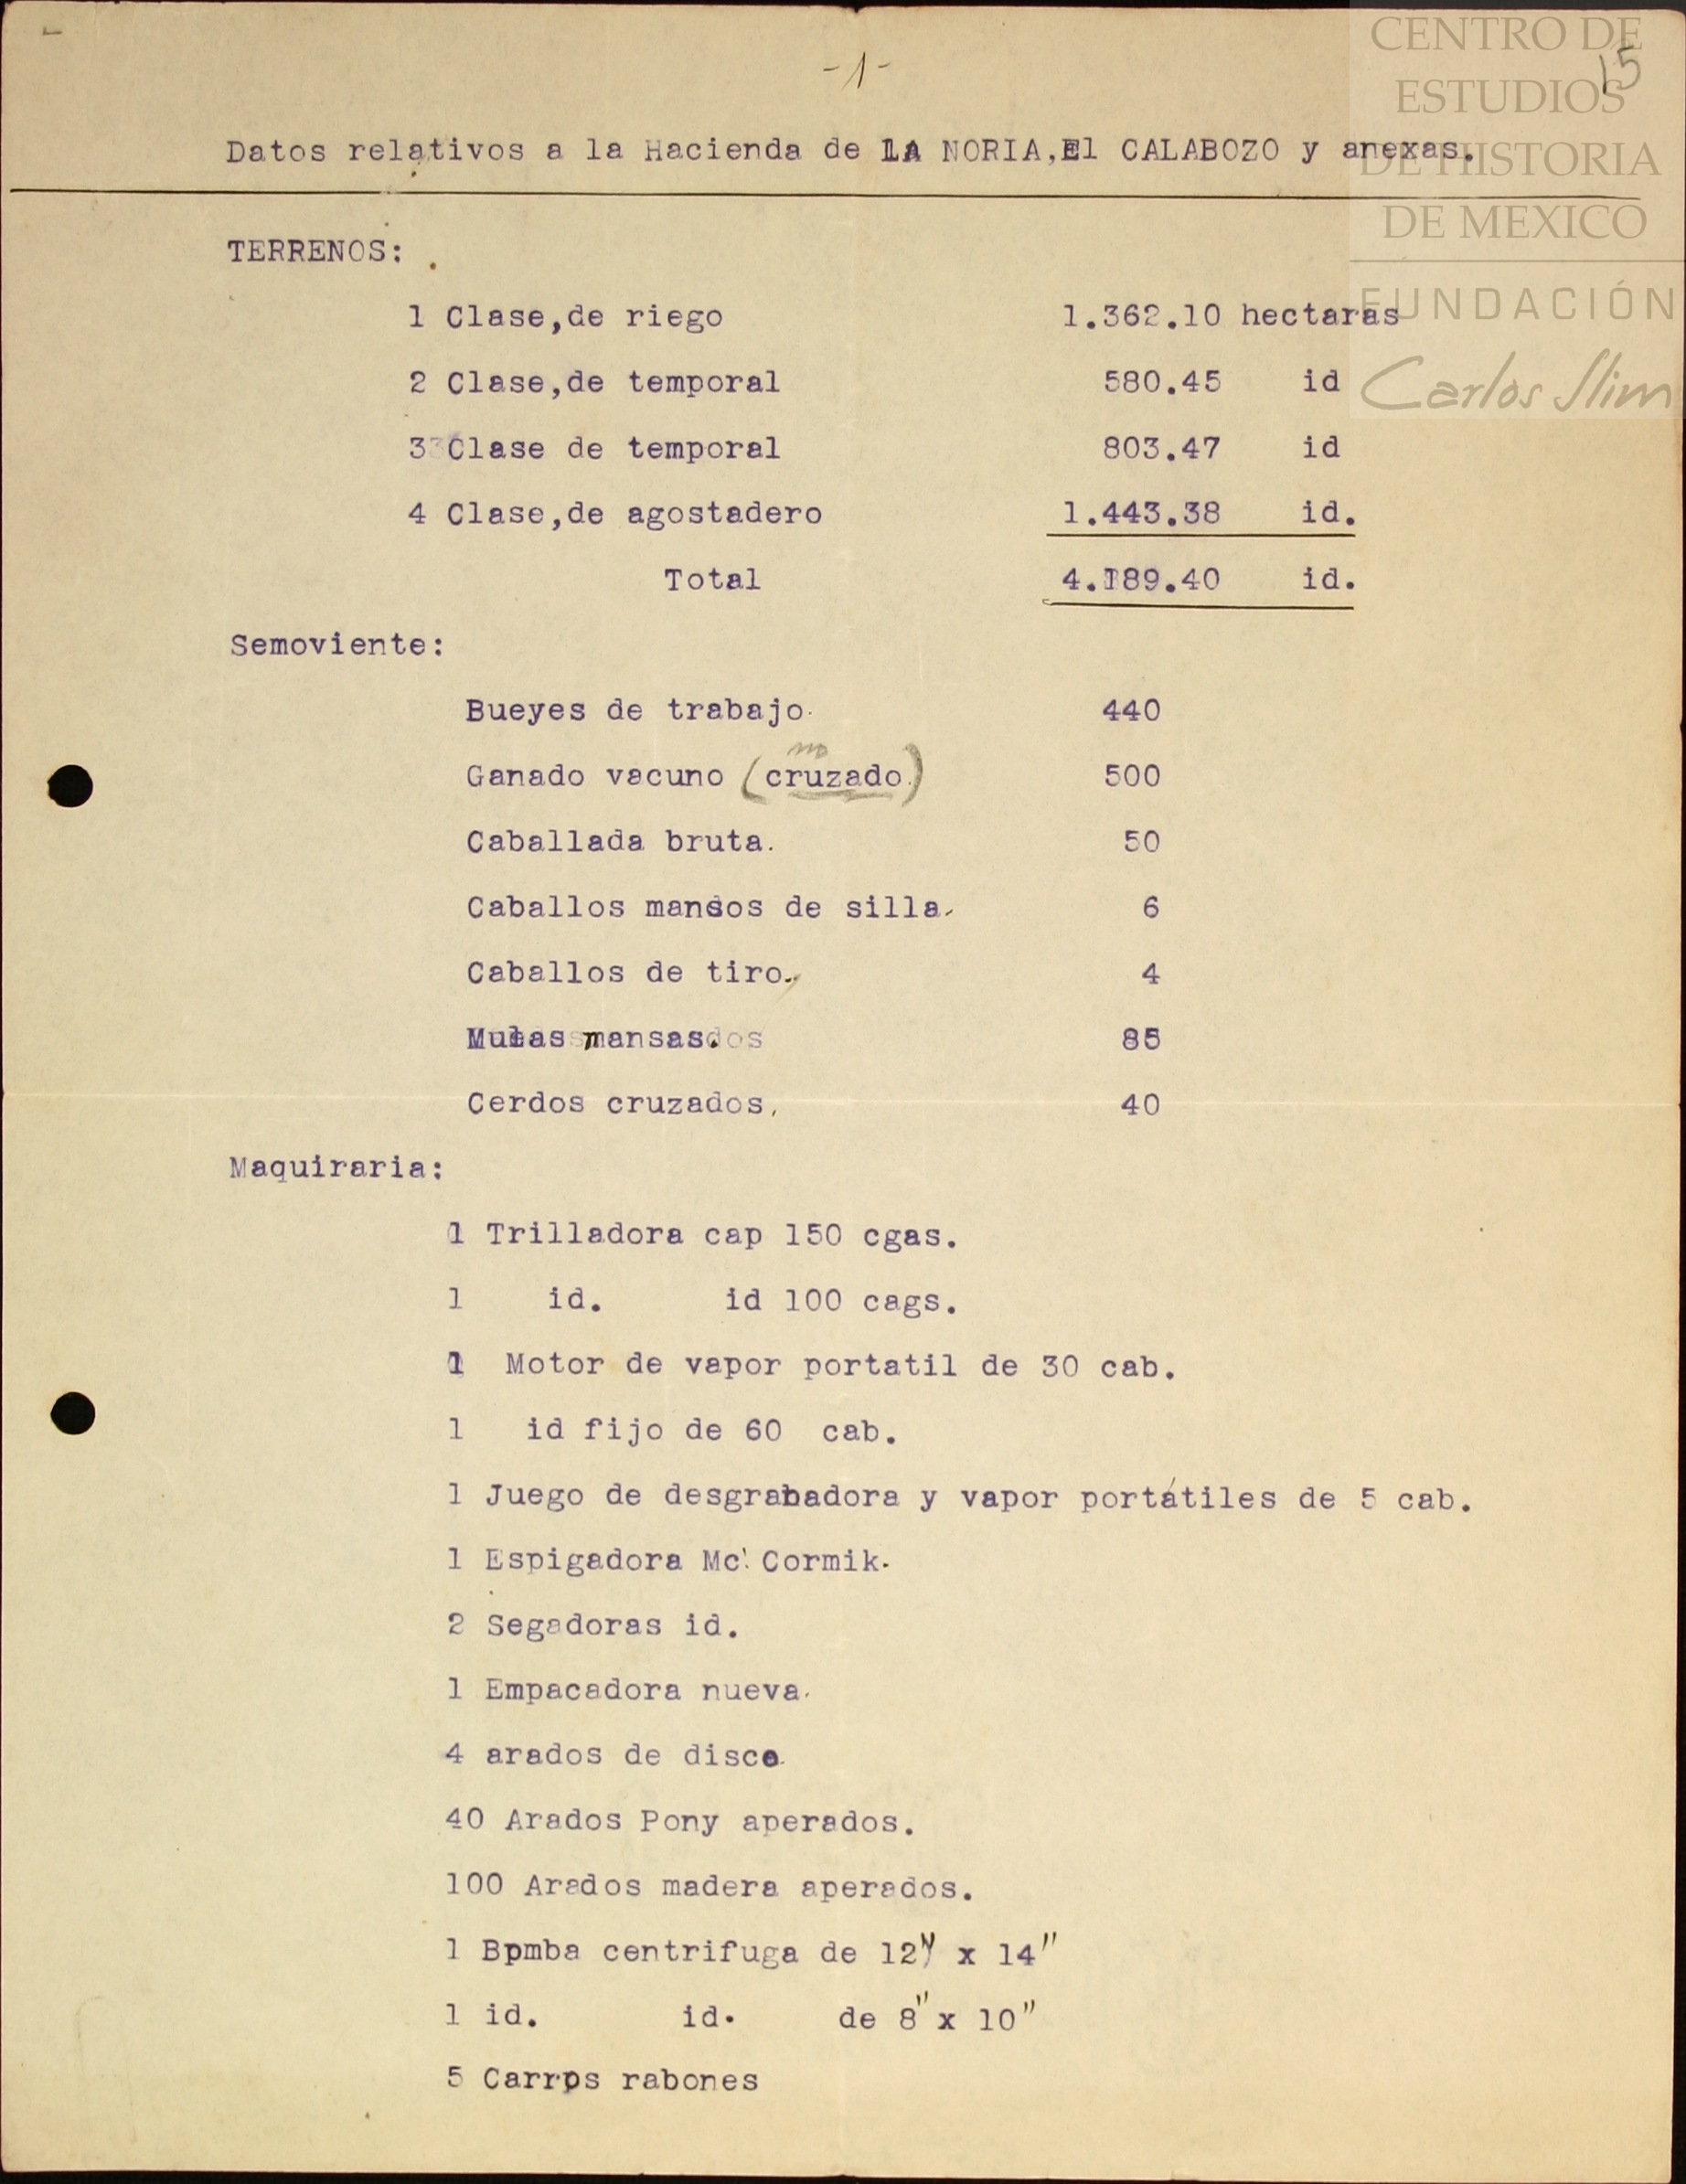 -1-
15
CENTRO DE
ESTUDIOS
DE HISTORIA
DE MEXICO
FUNDACIÓN
Carlos Slim
Datos relativos a la Hacienda de LA NORIA,El CALABOZO y anexas.
TERRENOS:
1 Clase,de riego 1.362.10 hectaras
2 Clase,de temporal 580.45 id
3 Clase de temporal 803.47 id
4 Clase,de agostadero 1.443.38 id.
Total 4.189.40 id.
Semoviente:
Bueyes de trabajo. 440
no
Ganado vacuno (cruzado.) 500
Caballada bruta. 50
Caballos mansos de silla. 6
Caballos de tiro. 4
Mulas mansas. 85
Cerdos cruzados, 40
Maquiraria:
1 Trilladora cap 150 cgas.
1 id. id 100 cags.
1 Motor de vapor portatil de 30 cab.
1 id fijo de 60 cab.
1 Juego de desgranadora y vapor portátiles de 5 cab.
1 Espigadora Mc' Cormik.
2 Segadoras id.
1 Empacadora nueva.
4 arados de disco.
40 Arados Pony aperados.
100 Arados madera aperados.
1 Bpmba centrifuga de 12" x 14"
1 id. id. de 8" x 10"
5 Carrps rabones